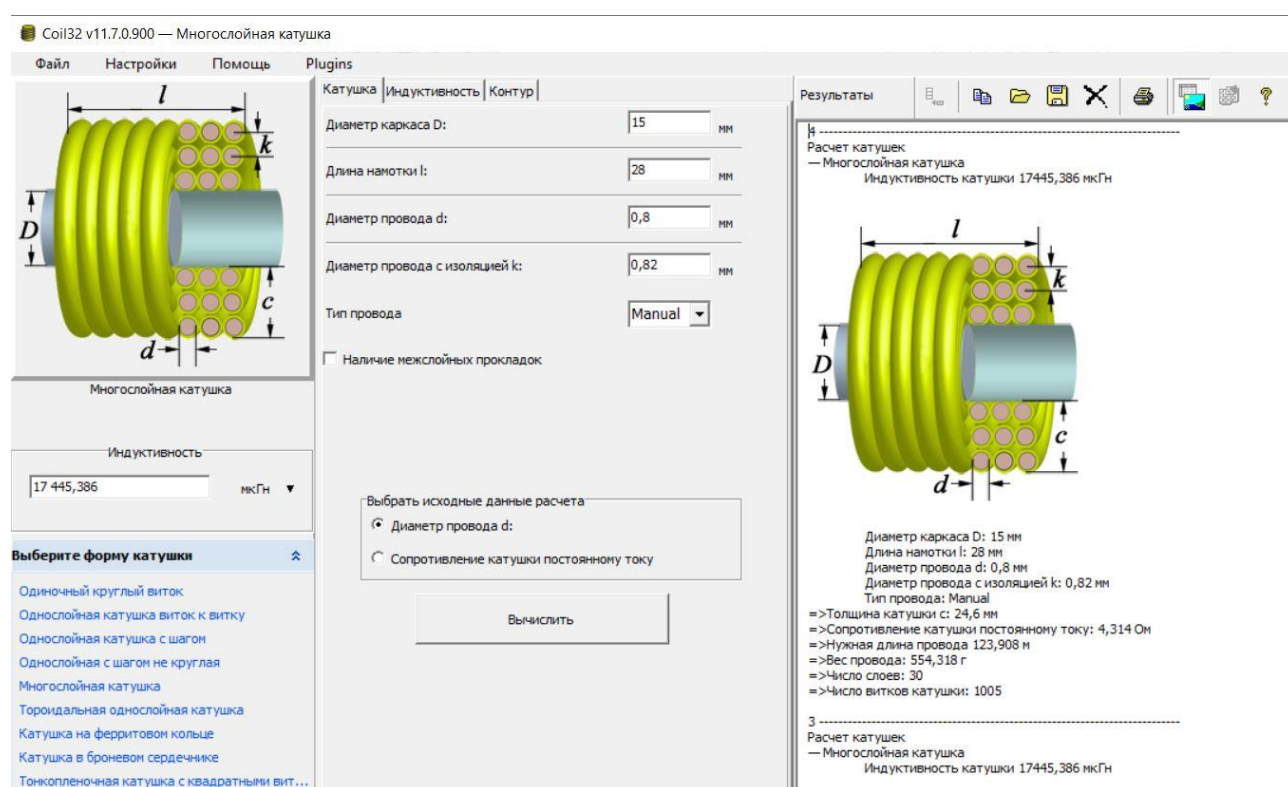 Coil32 v11.7.0.900 — Многослойная катушка
Файл Настройки Помощь Plugins
l
k
D
c
d
Многослойная катушка
Индуктивность
17 445,386 мкГн
Выберите форму катушки
Одиночный круглый виток
Однослойная катушка виток к витку
Однослойная катушка с шагом
Однослойная с шагом не круглая
Многослойная катушка
Тороидальная однослойная катушка
Катушка на ферритовом кольце
Катушка в броневом сердечнике
Тонкопленочная катушка с квадратными вит...
Катушка Индуктивность Контур
Диаметр каркаса D: 15 мм
Длина намотки l: 28 мм
Диаметр провода d: 0,8 мм
Диаметр провода с изоляцией k: 0,82 мм
Тип провода Manual
Наличие межслойных прокладок
Выбрать исходные данные расчета
Диаметр провода d:
Сопротивление катушки постоянному току
Вычислить
Результаты
4 ----------------------------------------------------------------------
Расчет катушек
— Многослойная катушка
Индуктивность катушки 17445,386 мкГн
l
k
D
c
d
Диаметр каркаса D: 15 мм
Длина намотки l: 28 мм
Диаметр провода d: 0,8 мм
Диаметр провода с изоляцией k: 0,82 мм
Тип провода: Manual
=>Толщина катушки c: 24,6 мм
=>Сопротивление катушки постоянному току: 4,314 Ом
=>Нужная длина провода 123,908 м
=>Вес провода: 554,318 г
=>Число слоев: 30
=>Число витков катушки: 1005
3 ----------------------------------------------------------------------
Расчет катушек
— Многослойная катушка
Индуктивность катушки 17445,386 мкГн